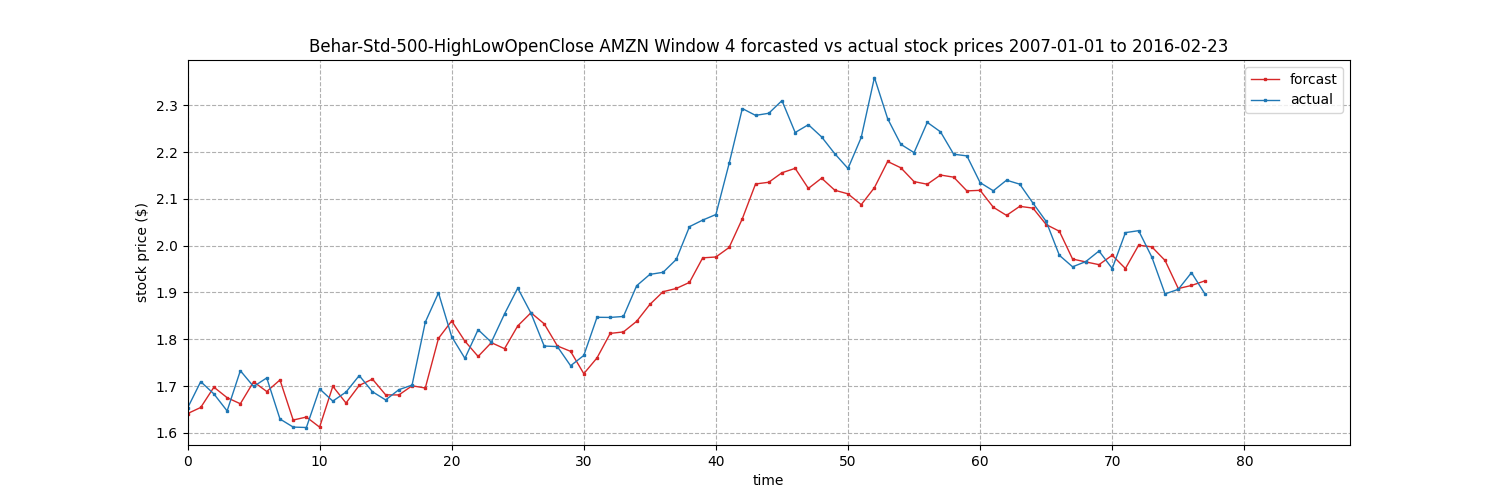 Behar-Std-500-HighLowOpenClose AMZN Window 4 forcasted vs actual stock prices 2007-01-01 to 2016-02-23
forcast
actual
stock price ($)
2.3
2.2
2.1
2.0
1.9
1.8
1.7
1.6
0 10 20 30 40 50 60 70 80
time